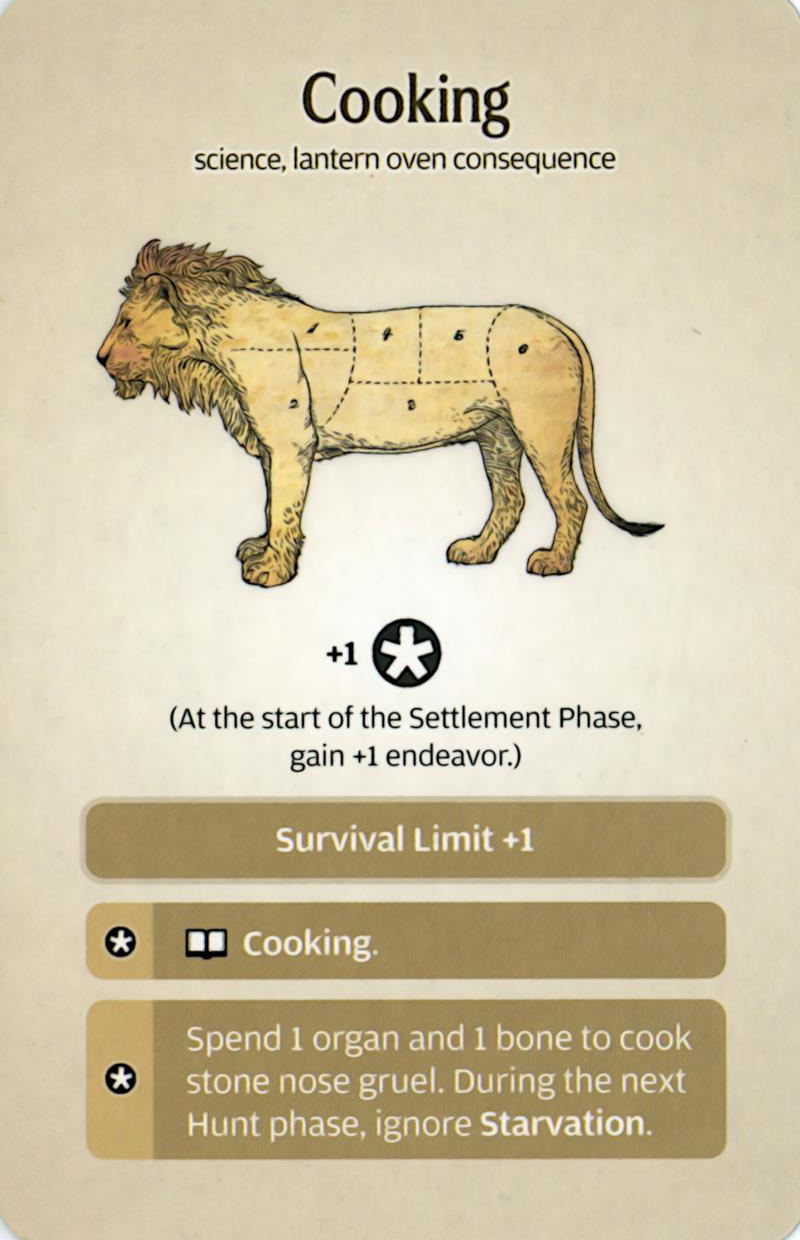 Cooking
science, lantern oven consequence
1
4
5
6
2
3
+1
(At the start of the Settlement Phase,
gain +1 endeavor.)
Survival Limit +1
Cooking.
Spend 1 organ and 1 bone to cook
stone nose gruel. During the next
Hunt phase, ignore Starvation.